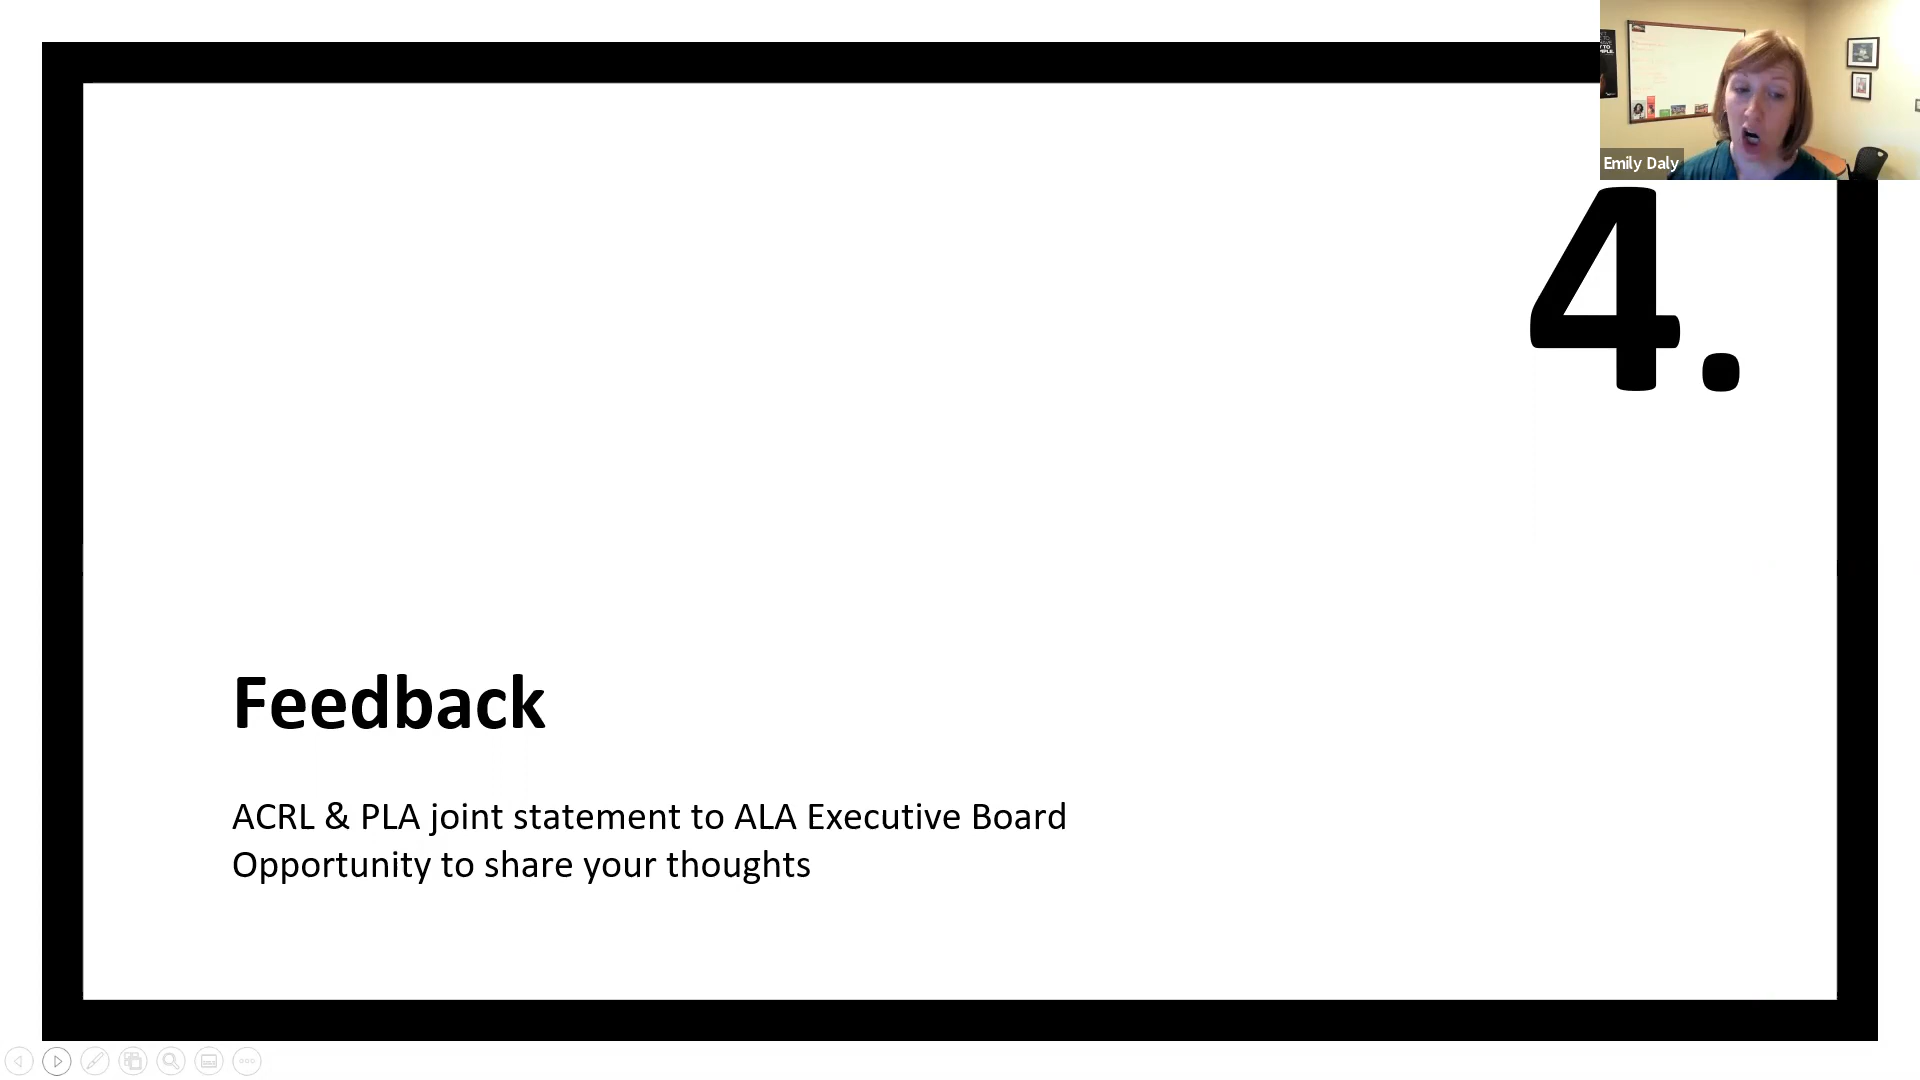 Emily Daly
4.
Feedback
ACRL & PLA joint statement to ALA Executive Board
Opportunity to share your thoughts